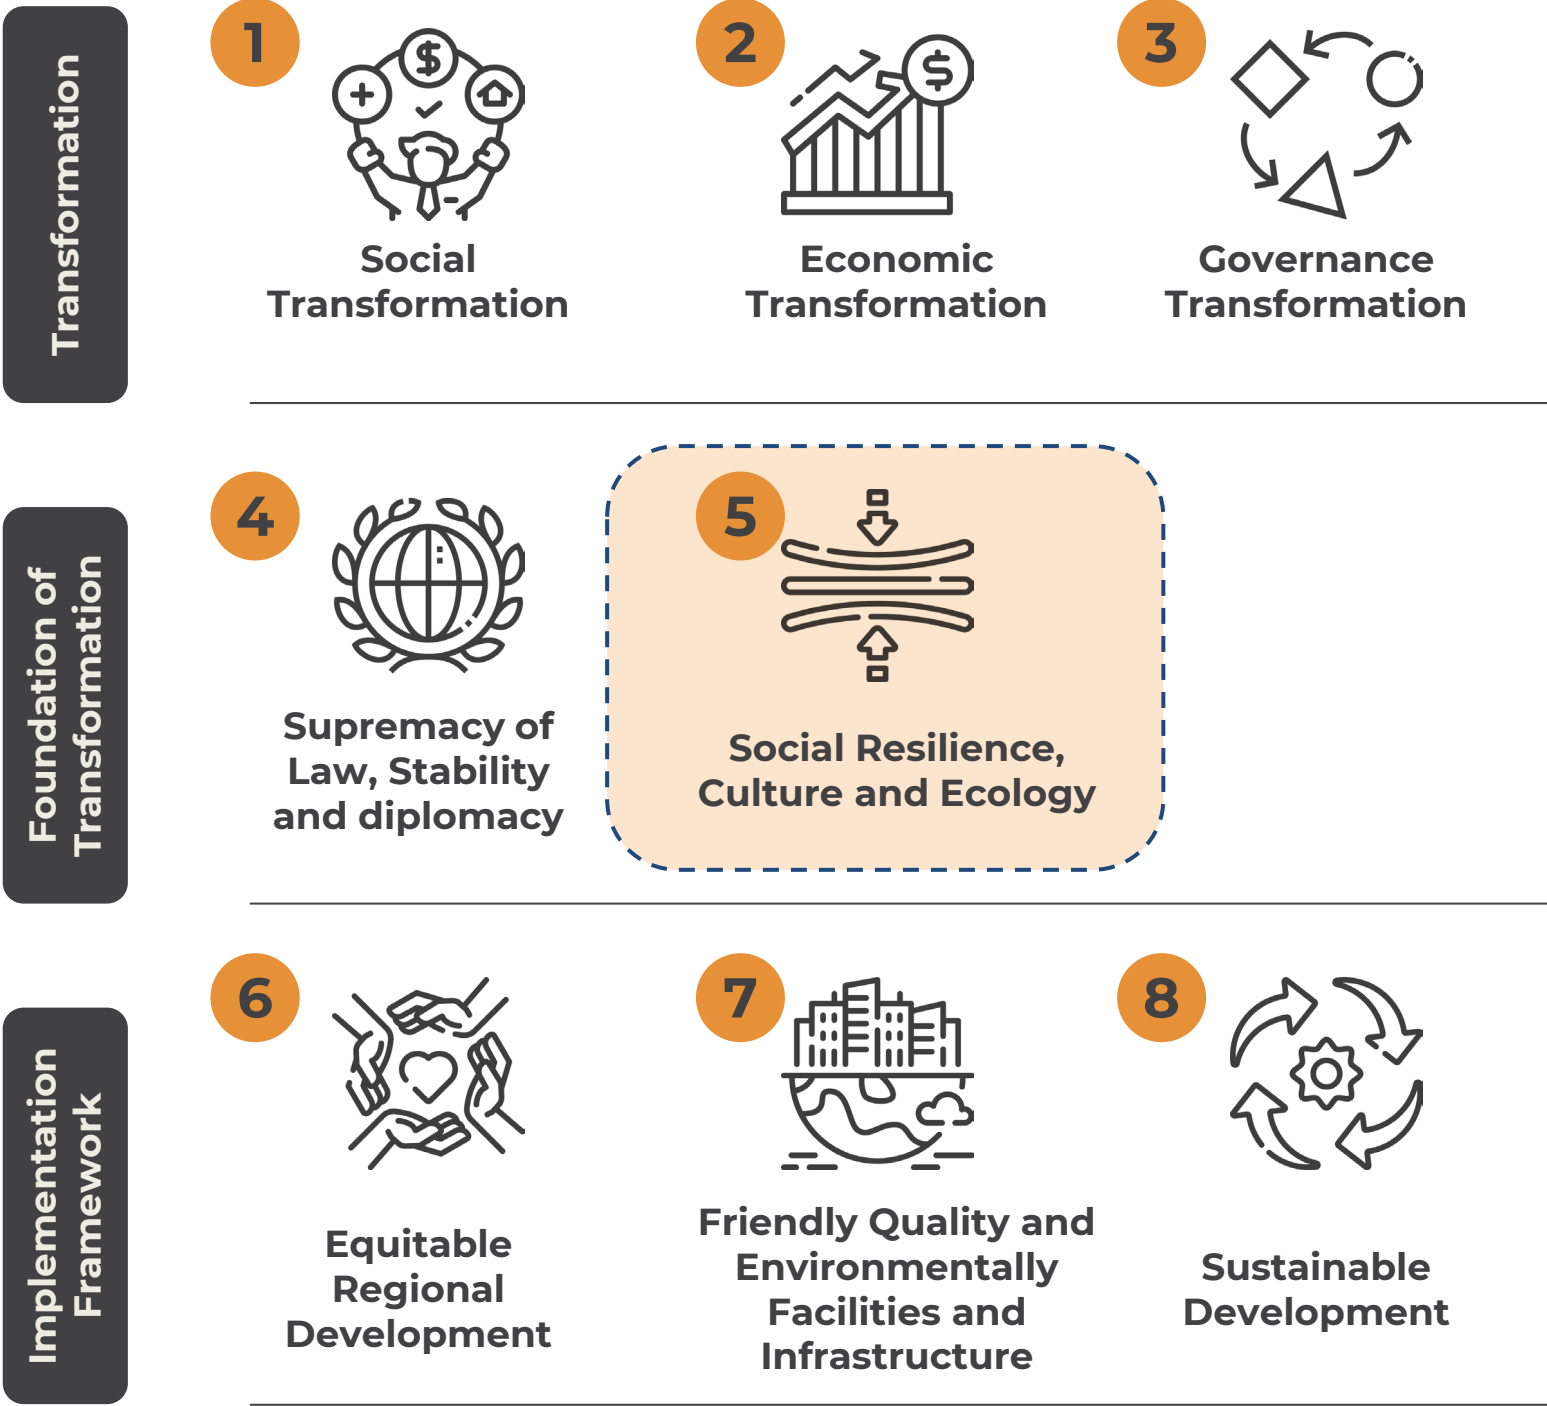 Transformation
1
Social
Transformation
2
Economic
Transformation
3
Governance
Transformation
Foundation of
Transformation
4
Supremacy of
Law, Stability
and diplomacy
5
Social Resilience,
Culture and Ecology
Implementation
Framework
6
Equitable
Regional
Development
7
Friendly Quality and
Environmentally
Facilities and
Infrastructure
8
Sustainable
Development